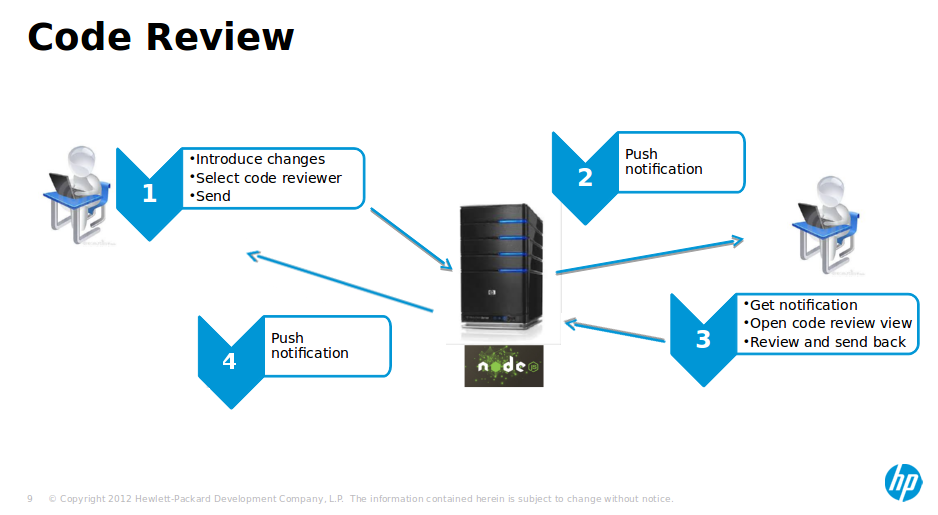 Code Review
1
•Introduce changes
•Select code reviewer
•Send
2
Push
notification
3
•Get notification
•Open code review view
•Review and send back
4
Push
notification
node
JS
hp
9 © Copyright 2012 Hewlett-Packard Development Company, L.P. The information contained herein is subject to change without notice.